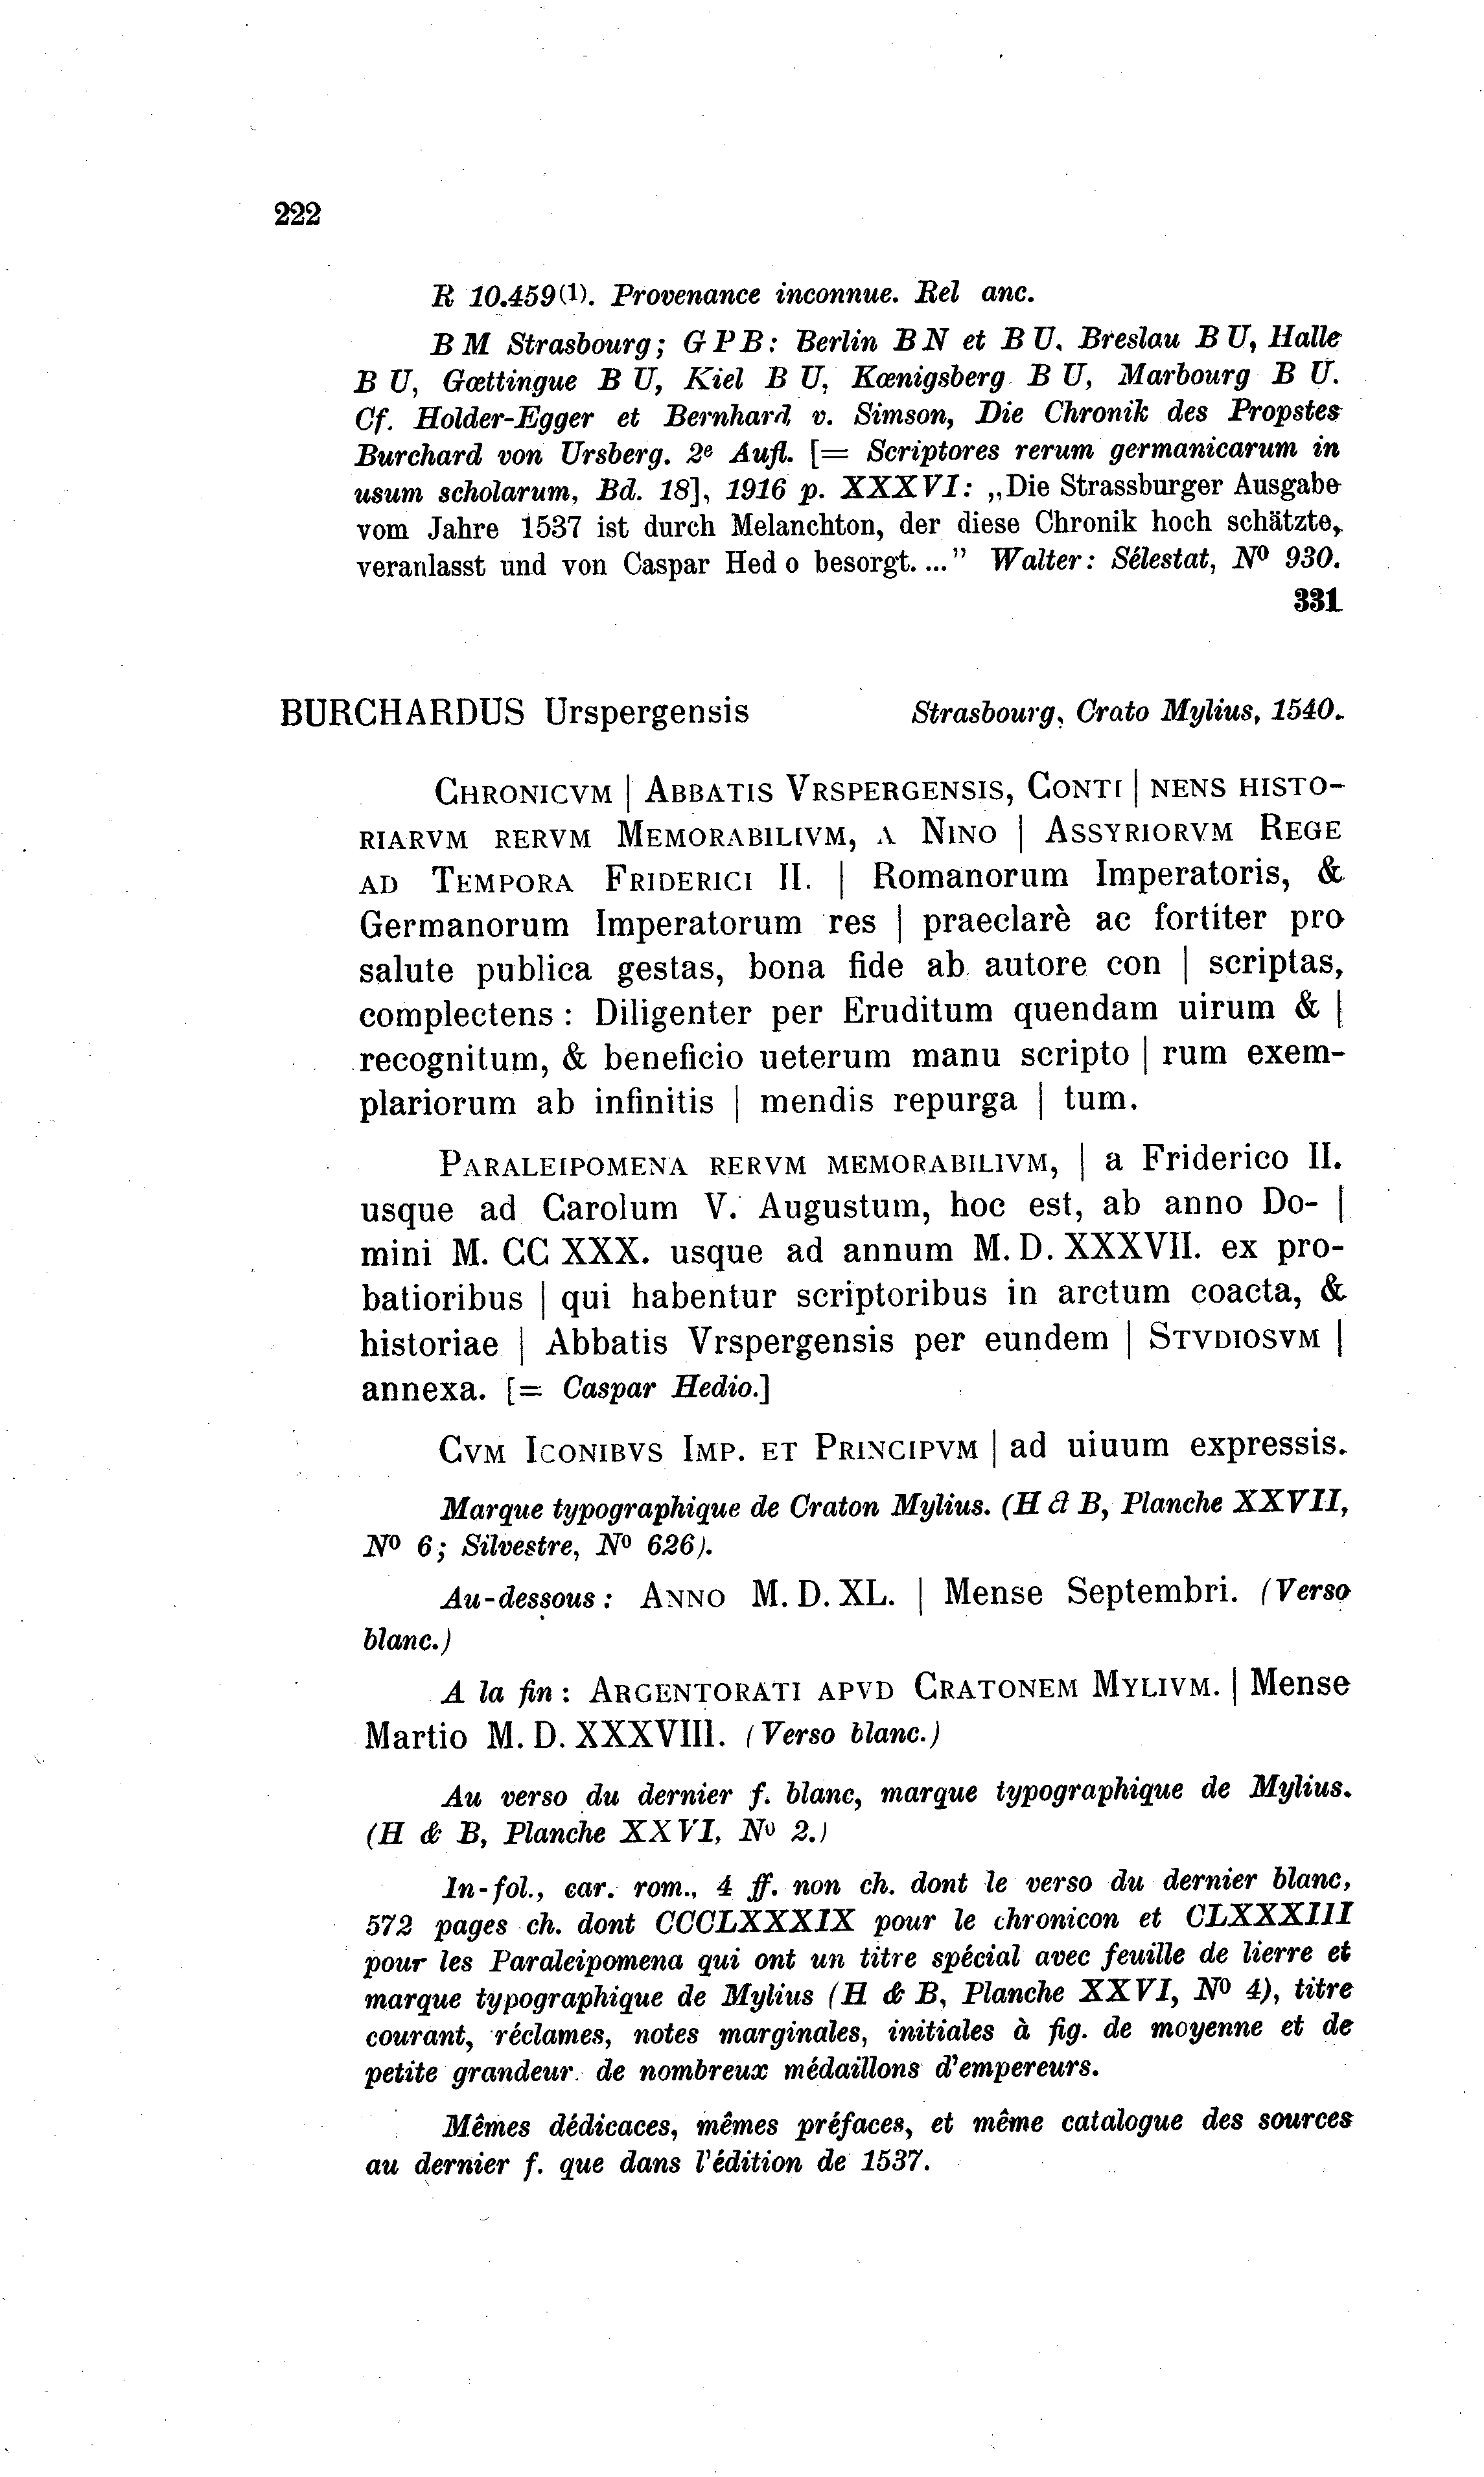 222
R 10.459(1). Provenance inconnue. Rel anc.
B M Strasbourg; G P B: Berlin B N et B U. Breslau B U, Halle
B U, Gœttingue B U, Kiel B U, Kœnigsberg B U, Marbourg B U.
Cf. Holder-Egger et Bernhard v. Simson, Die Chronik des Propstes
Burchard von Ursberg. 2e Aufl. [= Scriptores rerum germanicarum in
usum scholarum, Bd. 18], 1916 p. XXXVI: „Die Strassburger Ausgabe
vom Jahre 1537 ist durch Melanchton, der diese Chronik hoch schätzte,
veranlasst und von Caspar Hed o besorgt. ..." Walter: Sélestat, No 930.
331
BURCHARDUS Urspergensis Strasbourg, Crato Mylius, 1540.
CHRONICVM | ABBATIS VRSPERGENSIS, CONTI | NENS HISTO-
RIARVM RERVM MEMORABILIVM, A NINO | ASSYRIORVM REGE
AD TEMPORA FRIDERICI II. | Romanorum Imperatoris, &
Germanorum Imperatorum res | praeclarè ac fortiter pro
salute publica gestas, bona fide ab autore con | scriptas,
complectens : Diligenter per Eruditum quendam uirum & |
recognitum, & beneficio ueterum manu scripto | rum exem-
plariorum ab infinitis | mendis repurga | tum.
PARALEIPOMENA RERVM MEMORABILIVM, | a Friderico II.
usque ad Carolum V. Augustum, hoc est, ab anno Do- |
mini M. CC XXX. usque ad annum M. D. XXXVII. ex pro-
batioribus | qui habentur scriptoribus in arctum coacta, &
historiae | Abbatis Vrspergensis per eundem | STVDIOSVM |
annexa. [= Caspar Hedio.]
CVM ICONIBVS IMP. ET PRINCIPVM | ad uiuum expressis.
Marque typographique de Craton Mylius. (H & B, Planche XXVII,
No 6; Silvestre, No 626).
Au-dessous : ANNO M. D. XL. | Mense Septembri. (Verso
blanc.)
A la fin : ARGENTORATI APVD CRATONEM MYLIVM. | Mense
Martio M. D. XXXVIII. (Verso blanc.)
Au verso du dernier f. blanc, marque typographique de Mylius.
(H & B, Planche XXVI, No 2.)
In-fol., car. rom., 4 ff. non ch. dont le verso du dernier blanc,
572 pages ch. dont CCCLXXXIX pour le chronicon et CLXXXIII
pour les Paraleipomena qui ont un titre spécial avec feuille de lierre et
marque typographique de Mylius (H & B, Planche XXVI, No 4), titre
courant, réclames, notes marginales, initiales à fig. de moyenne et de
petite grandeur. de nombreux médaillons d'empereurs.
Mêmes dédicaces, mêmes préfaces, et même catalogue des sources
au dernier f. que dans l'édition de 1537.